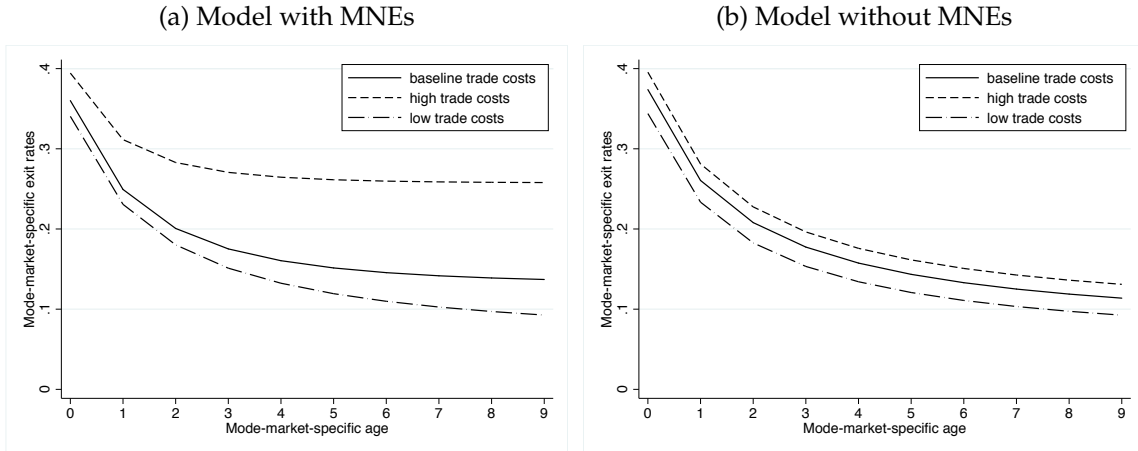 (a) Model with MNEs
baseline trade costs
high trade costs
low trade costs
Mode-market-specific exit rates
.4
.3
.2
.1
0
0 1 2 3 4 5 6 7 8 9
Mode-market-specific age
(b) Model without MNEs
baseline trade costs
high trade costs
low trade costs
Mode-market-specific exit rates
.4
.3
.2
.1
0
0 1 2 3 4 5 6 7 8 9
Mode-market-specific age